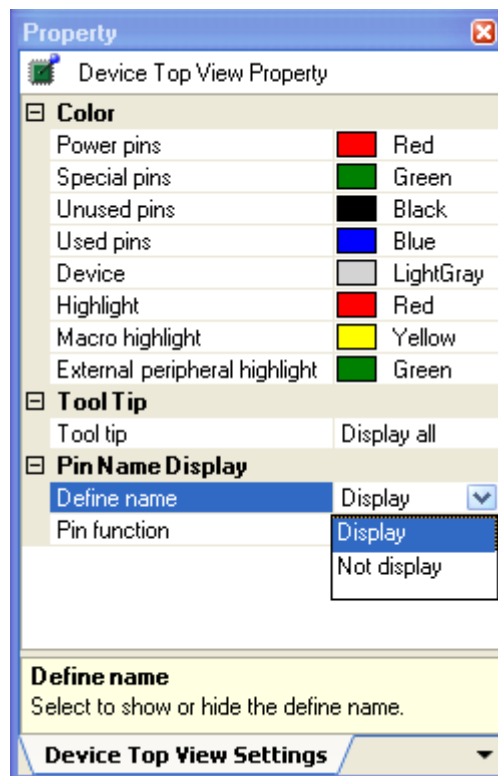 Property
Device Top View Property
Color
Power pins Red
Special pins Green
Unused pins Black
Used pins Blue
Device LightGray
Highlight Red
Macro highlight Yellow
External peripheral highlight Green
Tool Tip
Tool tip Display all
Pin Name Display
Define name Display
Pin function Display
Not display
Define name
Select to show or hide the define name.
Device Top View Settings